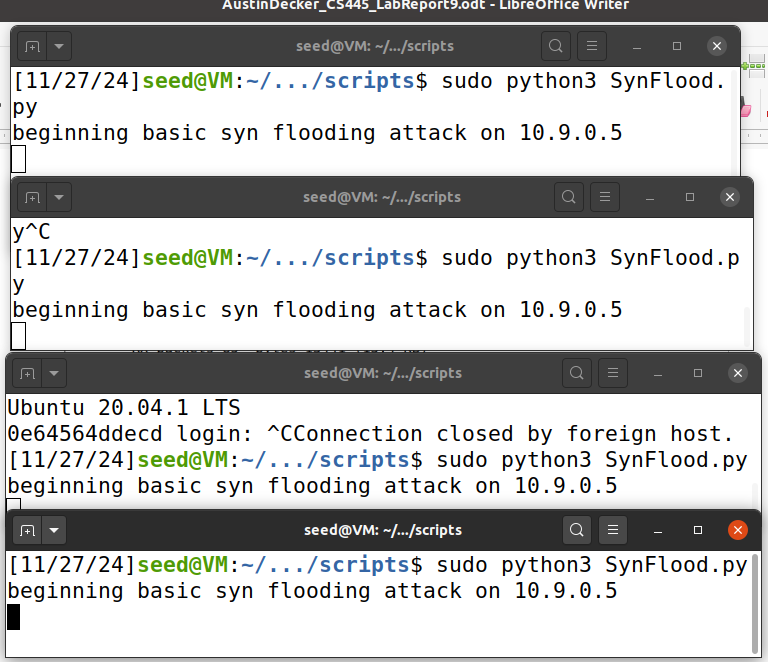 AustinDecker_CS445_LabReport9.odt - LibreOffice Writer
seed@VM: ~/.../scripts
[11/27/24]seed@VM:~/.../scripts$ sudo python3 SynFlood.
py
beginning basic syn flooding attack on 10.9.0.5
seed@VM: ~/.../scripts
y^C
[11/27/24]seed@VM:~/.../scripts$ sudo python3 SynFlood.p
y
beginning basic syn flooding attack on 10.9.0.5
seed@VM: ~/.../scripts
Ubuntu 20.04.1 LTS
0e64564ddecd login: ^CConnection closed by foreign host.
[11/27/24]seed@VM:~/.../scripts$ sudo python3 SynFlood.py
beginning basic syn flooding attack on 10.9.0.5
seed@VM: ~/.../scripts
[11/27/24]seed@VM:~/.../scripts$ sudo python3 SynFlood.py
beginning basic syn flooding attack on 10.9.0.5